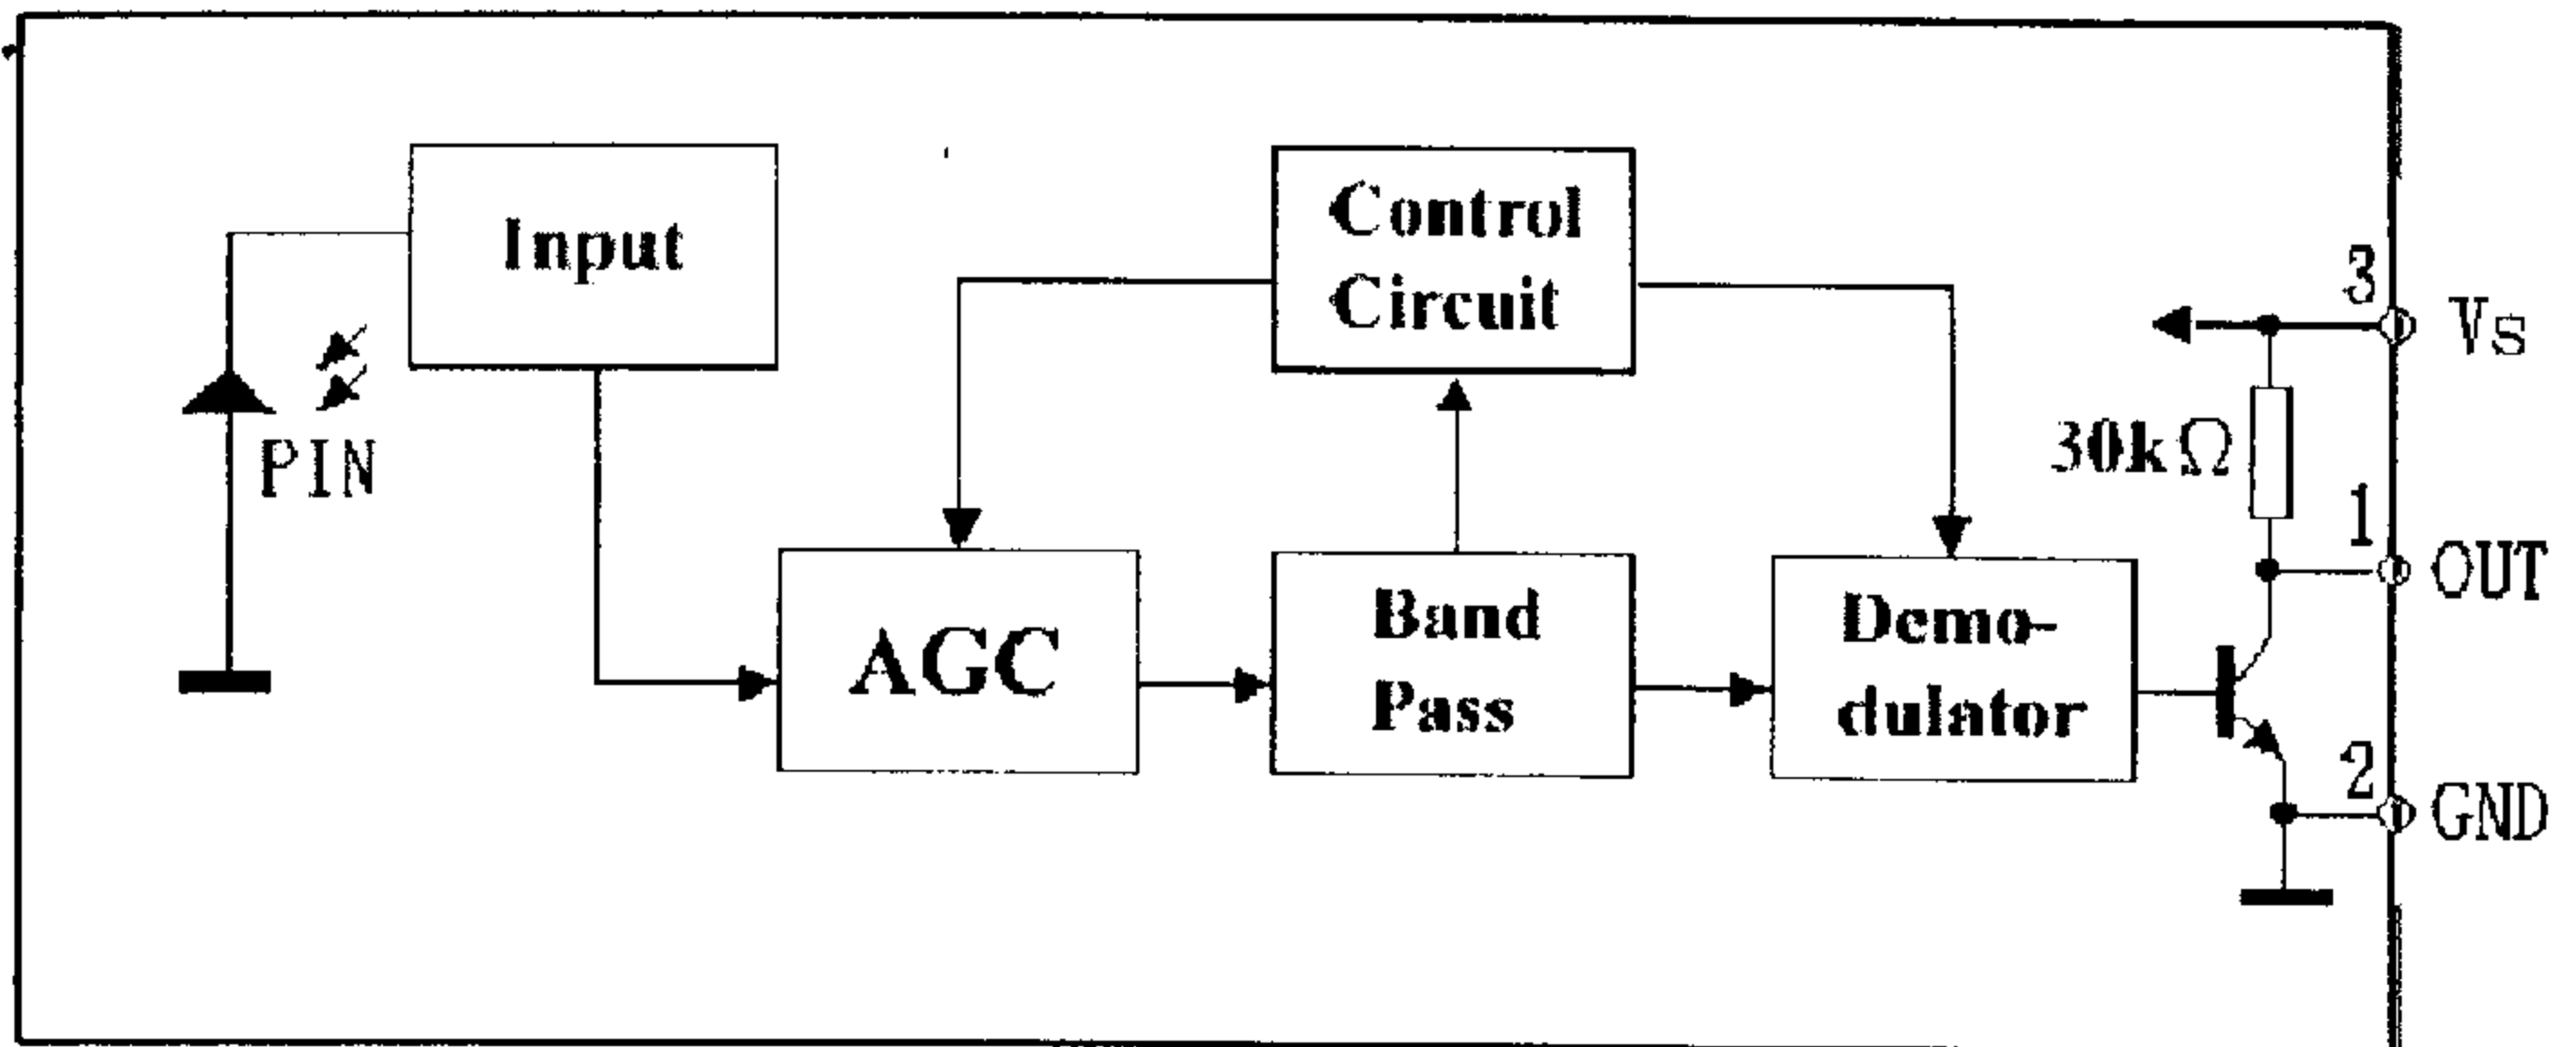 Input
Control
Circuit
3
Vs
PIN
30kΩ
1
OUT
AGC
Band
Pass
Demo-
dulator
2
GND